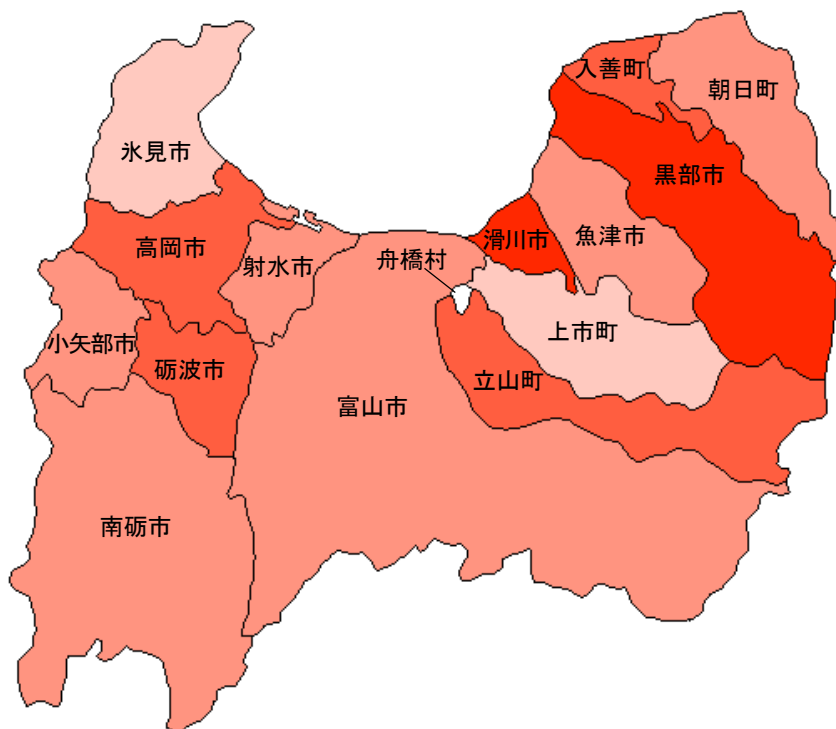 入善町
朝日町
氷見市
黒部市
魚津市
滑川市
高岡市
射水市
舟橋村
上市町
小矢部市
砺波市
立山町
富山市
南砺市